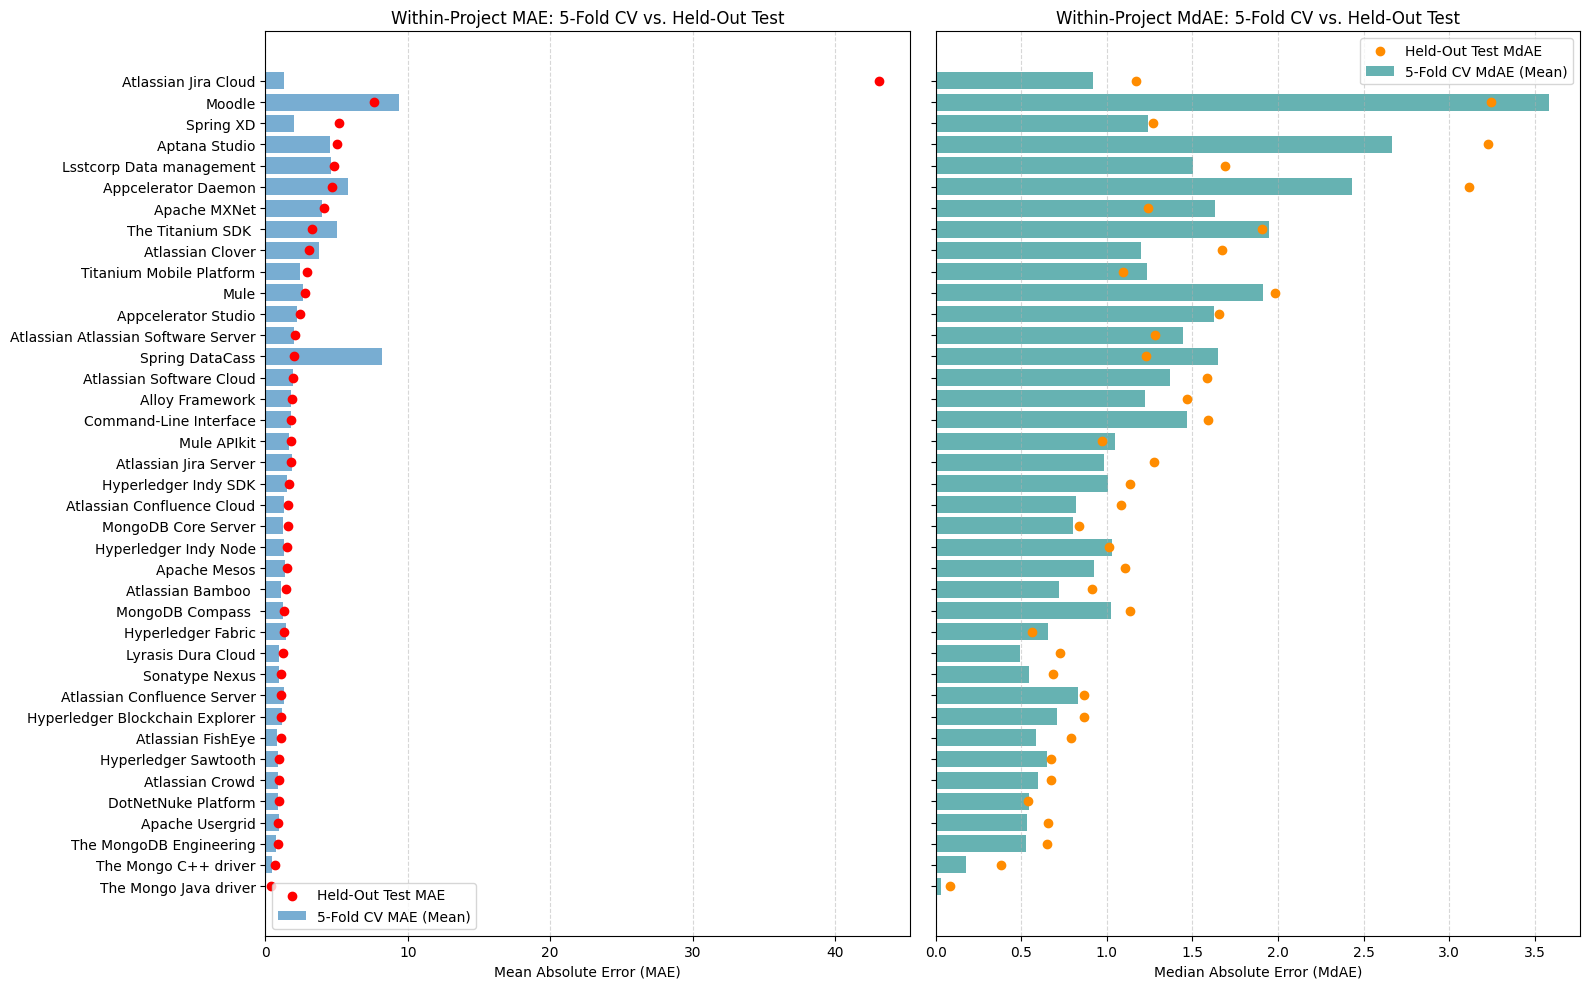 Within-Project MAE: 5-Fold CV vs. Held-Out Test
Atlassian Jira Cloud
Moodle
Spring XD
Aptana Studio
Lsstcorp Data management
Appcelerator Daemon
Apache MXNet
The Titanium SDK
Atlassian Clover
Titanium Mobile Platform
Mule
Appcelerator Studio
Atlassian Atlassian Software Server
Spring DataCass
Atlassian Software Cloud
Alloy Framework
Command-Line Interface
Mule APIkit
Atlassian Jira Server
Hyperledger Indy SDK
Atlassian Confluence Cloud
MongoDB Core Server
Hyperledger Indy Node
Apache Mesos
Atlassian Bamboo
MongoDB Compass
Hyperledger Fabric
Lyrasis Dura Cloud
Sonatype Nexus
Atlassian Confluence Server
Hyperledger Blockchain Explorer
Atlassian FishEye
Hyperledger Sawtooth
Atlassian Crowd
DotNetNuke Platform
Apache Usergrid
The MongoDB Engineering
The Mongo C++ driver
The Mongo Java driver
Held-Out Test MAE
5-Fold CV MAE (Mean)
0 10 20 30 40
Mean Absolute Error (MAE)
Within-Project MdAE: 5-Fold CV vs. Held-Out Test
Held-Out Test MdAE
5-Fold CV MdAE (Mean)
0.0 0.5 1.0 1.5 2.0 2.5 3.0 3.5
Median Absolute Error (MdAE)